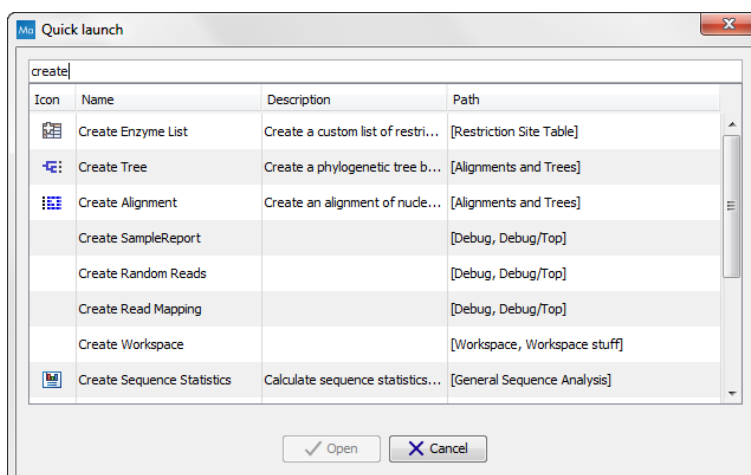 Ma Quick launch
create
Icon Name Description Path
Create Enzyme List Create a custom list of restri... [Restriction Site Table]
Create Tree Create a phylogenetic tree b... [Alignments and Trees]
Create Alignment Create an alignment of nucle... [Alignments and Trees]
Create SampleReport [Debug, Debug/Top]
Create Random Reads [Debug, Debug/Top]
Create Read Mapping [Debug, Debug/Top]
Create Workspace [Workspace, Workspace stuff]
Create Sequence Statistics Calculate sequence statistics... [General Sequence Analysis]
Open Cancel